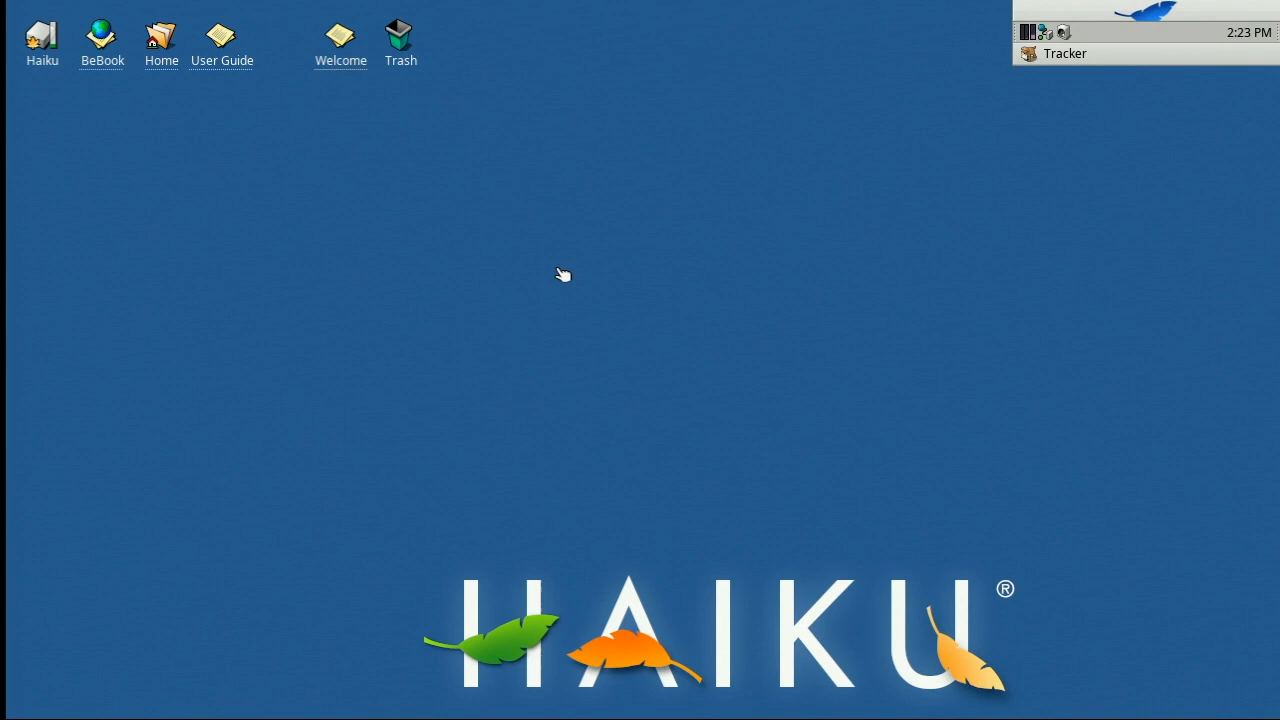 Haiku
BeBook
Home
User Guide
Welcome
Trash
2:23 PM
Tracker
HAIKU®